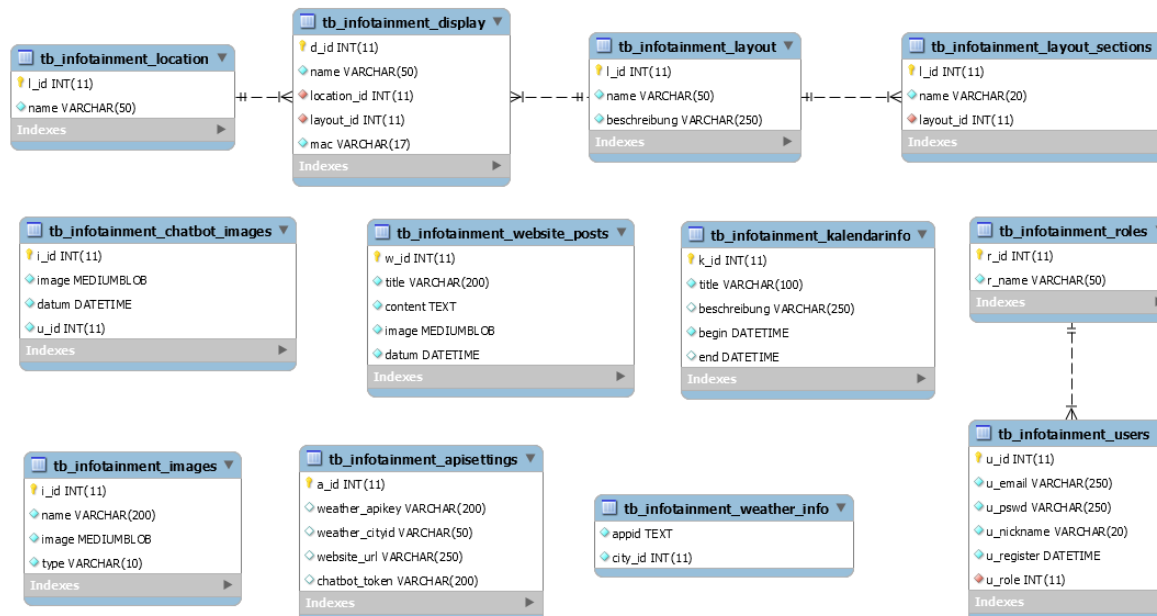 tb_infotainment_location
l_id INT(11)
name VARCHAR(50)
Indexes
tb_infotainment_display
d_id INT(11)
name VARCHAR(50)
location_id INT(11)
layout_id INT(11)
mac VARCHAR(17)
Indexes
tb_infotainment_layout
l_id INT(11)
name VARCHAR(50)
beschreibung VARCHAR(250)
Indexes
tb_infotainment_layout_sections
l_id INT(11)
name VARCHAR(20)
layout_id INT(11)
Indexes
tb_infotainment_chatbot_images
i_id INT(11)
image MEDIUMBLOB
datum DATETIME
u_id INT(11)
Indexes
tb_infotainment_website_posts
w_id INT(11)
title VARCHAR(200)
content TEXT
image MEDIUMBLOB
datum DATETIME
Indexes
tb_infotainment_kalendarinfo
k_id INT(11)
title VARCHAR(100)
beschreibung VARCHAR(250)
begin DATETIME
end DATETIME
Indexes
tb_infotainment_roles
r_id INT(11)
r_name VARCHAR(50)
Indexes
tb_infotainment_images
i_id INT(11)
name VARCHAR(200)
image MEDIUMBLOB
type VARCHAR(10)
Indexes
tb_infotainment_apisettings
a_id INT(11)
weather_apikey VARCHAR(200)
weather_cityid VARCHAR(50)
website_url VARCHAR(250)
chatbot_token VARCHAR(200)
Indexes
tb_infotainment_weather_info
appid TEXT
city_id INT(11)
tb_infotainment_users
u_id INT(11)
u_email VARCHAR(250)
u_pswd VARCHAR(250)
u_nickname VARCHAR(20)
u_register DATETIME
u_role INT(11)
Indexes